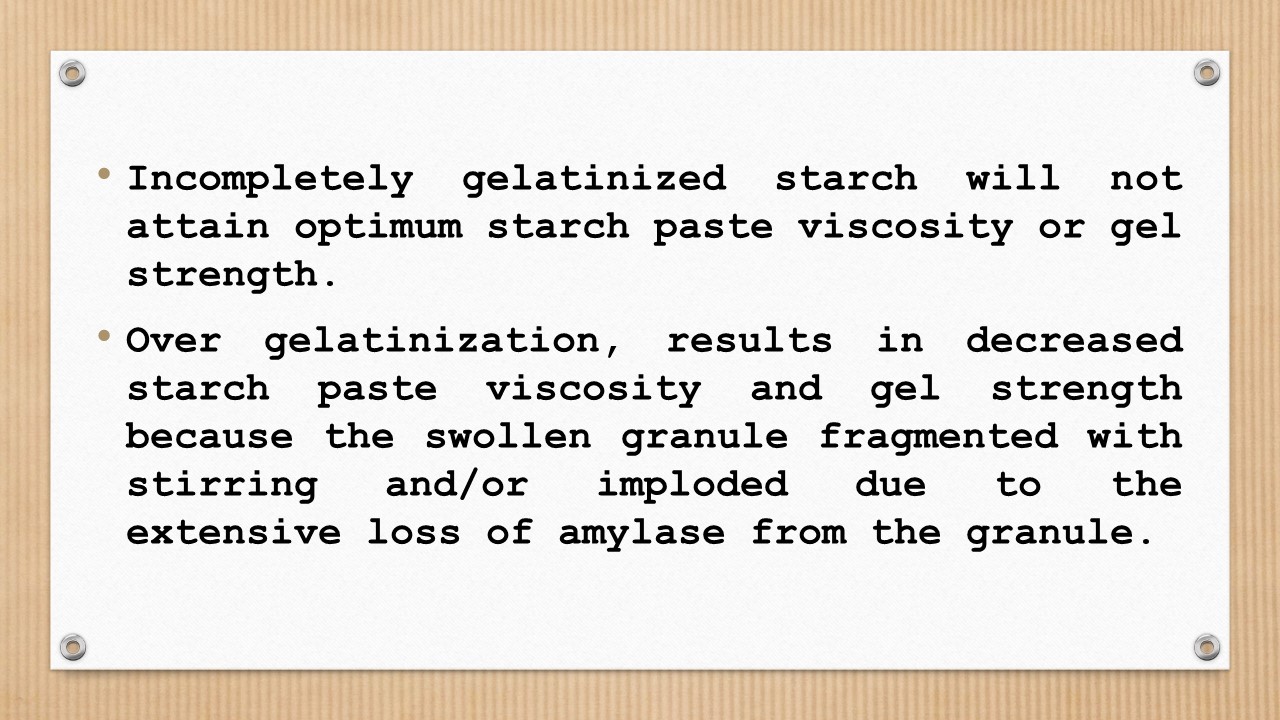 • Incompletely gelatinized starch will not
attain optimum starch paste viscosity or gel
strength.
• Over gelatinization, results in decreased
starch paste viscosity and gel strength
because the swollen granule fragmented with
stirring and/or imploded due to the
extensive loss of amylase from the granule.